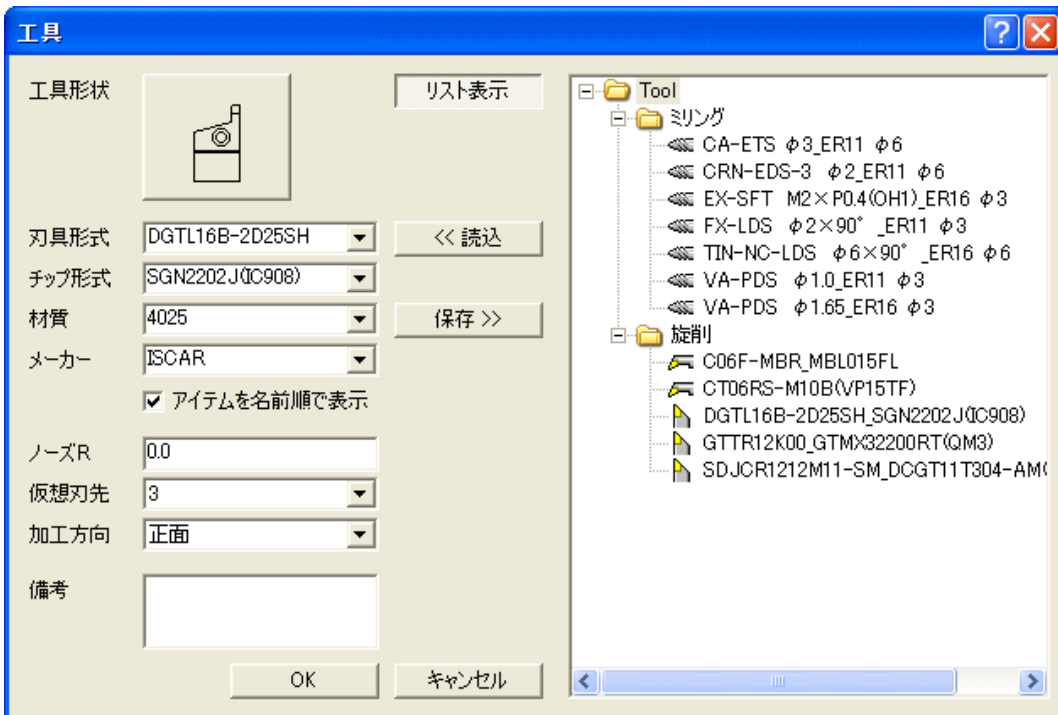 工具
工具形状
リスト表示
刃具形式 DGTL16B-2D25SH << 読込
チップ形式 SGN2202J(IC908)
材質 4025 保存 >>
メーカー ISCAR
アイテムを名前順で表示
ノーズR 0.0
仮想刃先 3
加工方向 正面
備考
OK キャンセル
Tool
ミリング
CA-ETS φ3_ER11 φ6
CRN-EDS-3 φ2_ER11 φ6
EX-SFT M2×P0.4(OH1)_ER16 φ3
FX-LDS φ2×90° _ER11 φ3
TIN-NC-LDS φ6×90° _ER16 φ6
VA-PDS φ1.0_ER11 φ3
VA-PDS φ1.65_ER16 φ3
旋削
C06F-MBR_MBL015FL
CT06RS-M10B(VP15TF)
DGTL16B-2D25SH_SGN2202J(IC908)
GTTR12K00_GTMX32200RT(QM3)
SDJCR1212M11-SM_DCGT11T304-AM(